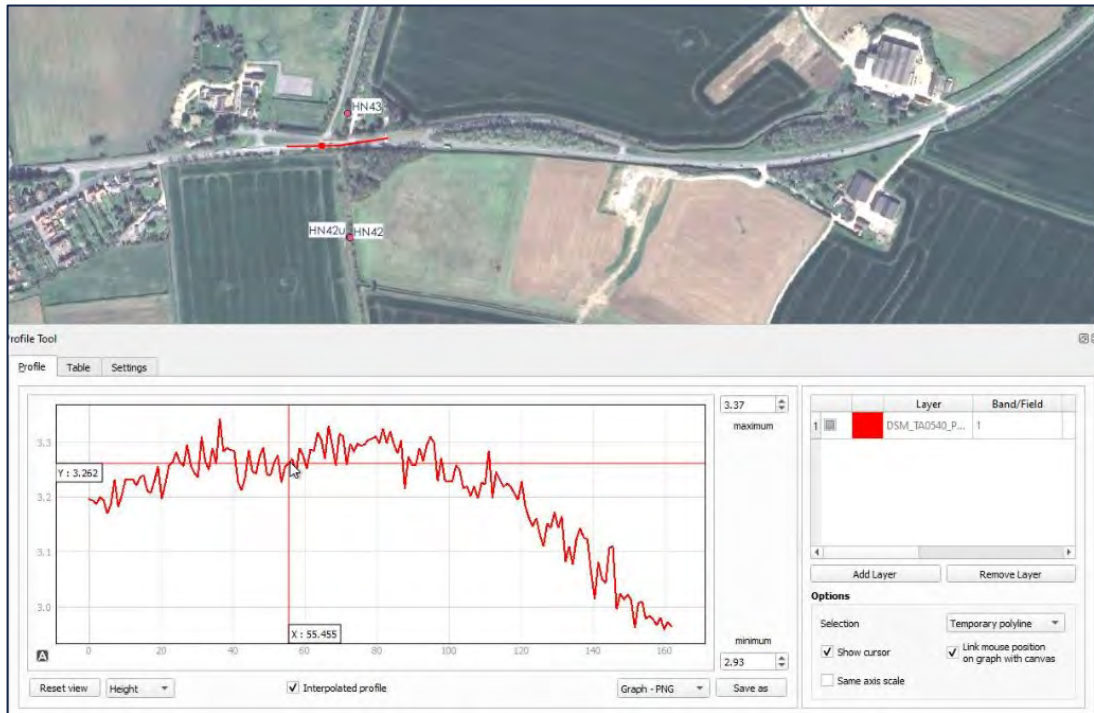 HN43
HN42u HN42
Profile Tool
Profile Table Settings
3.3
3.2
3.1
3.0
Y : 3.262
X : 55.455
0 20 40 60 80 100 120 140 160
A
3.37
maximum
minimum
2.93
Reset view Height Interpolated profile Graph - PNG Save as
Layer Band/Field
1 DSM_TA0540_P... 1
Add Layer Remove Layer
Options
Selection Temporary polyline
Show cursor Link mouse position
on graph with canvas
Same axis scale